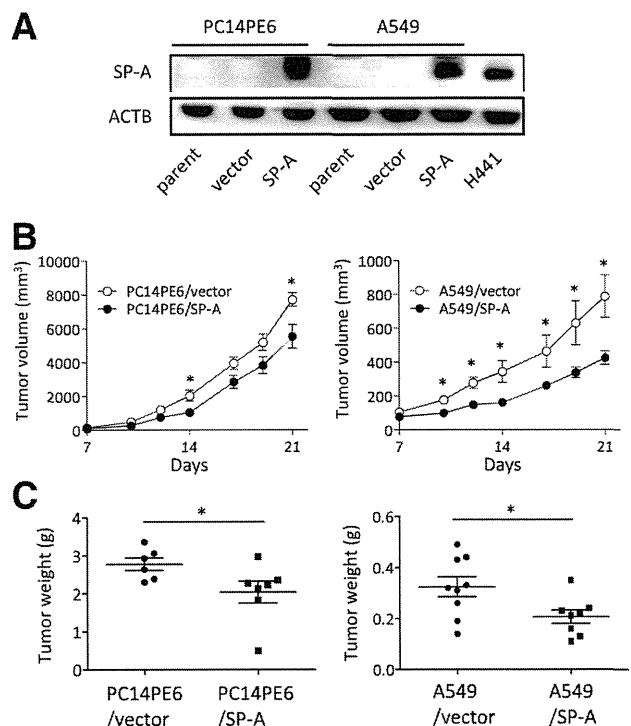 A
PC14PE6 A549
SP-A
ACTB
parent vector SP-A parent vector SP-A H441
B
Tumor volume (mm³)
10000
8000
6000
4000
2000
0
PC14PE6/vector
PC14PE6/SP-A
*
*
7 14 21
Days
Tumor volume (mm³)
1000
800
600
400
200
0
A549/vector
A549/SP-A
* * * * * *
7 14 21
Days
C
Tumor weight (g)
4
3
2
1
0
*
PC14PE6 PC14PE6
/vector /SP-A
Tumor weight (g)
0.6
0.4
0.2
0.0
*
A549 A549
/vector /SP-A